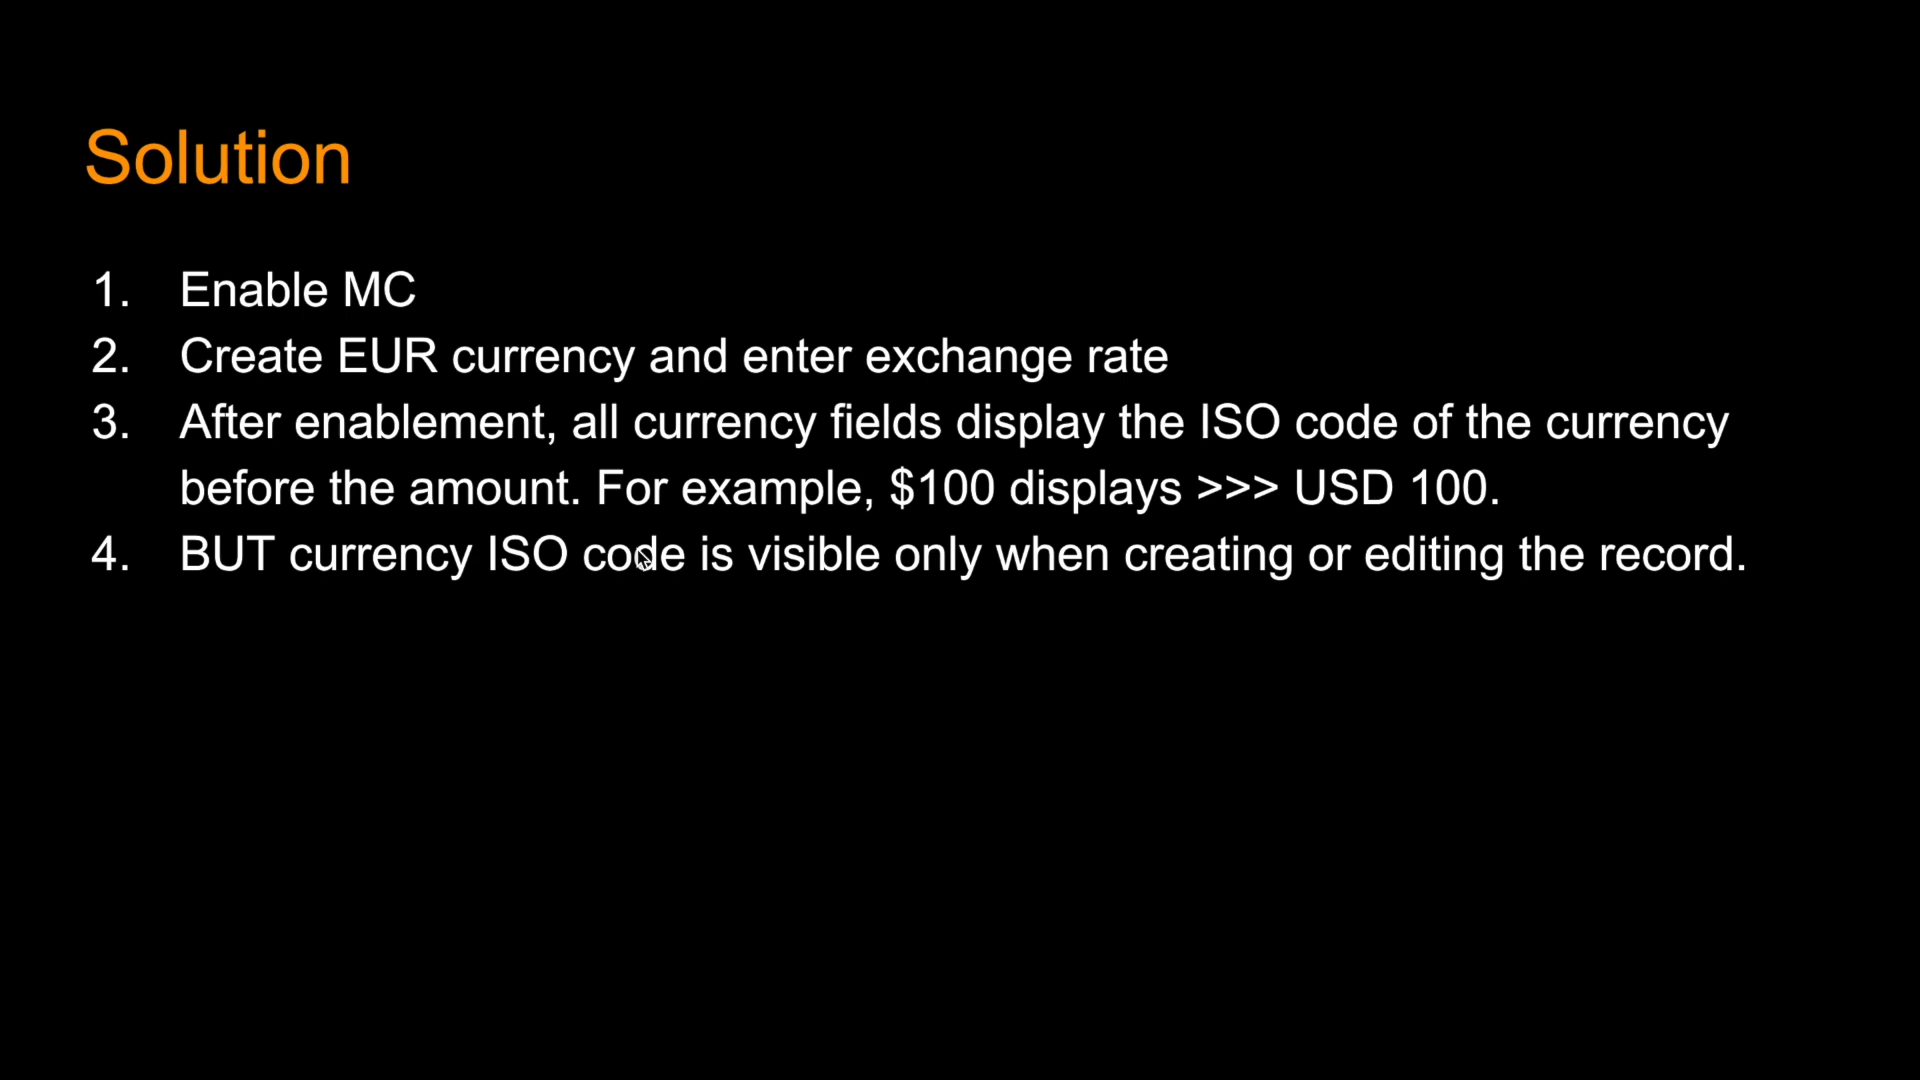 Solution
1. Enable MC
2. Create EUR currency and enter exchange rate
3. After enablement, all currency fields display the ISO code of the currency
before the amount. For example, $100 displays >>> USD 100.
4. BUT currency ISO code is visible only when creating or editing the record.